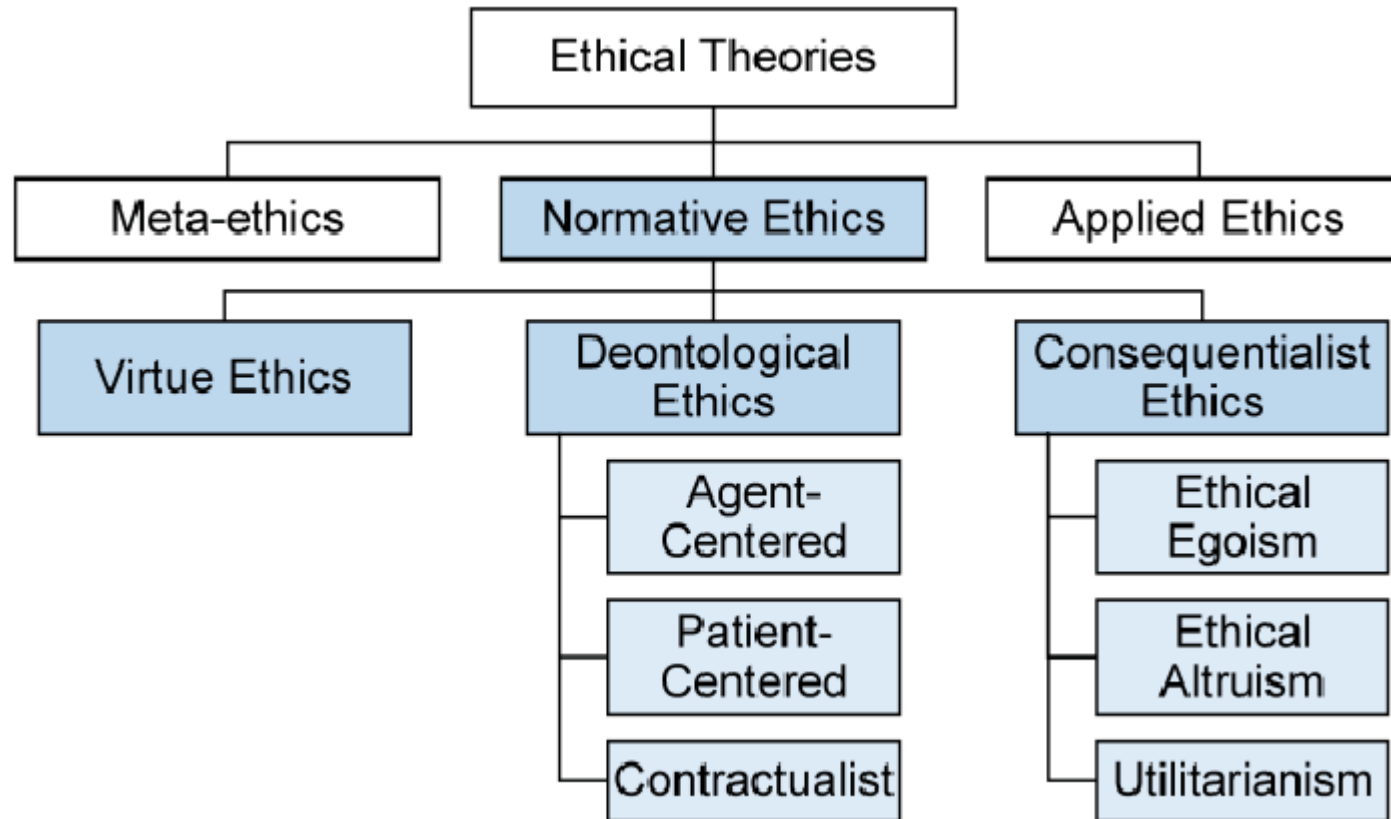 Ethical Theories
Meta-ethics
Normative Ethics
Applied Ethics
Virtue Ethics
Deontological
Ethics
Consequentialist
Ethics
Agent-
Centered
Ethical
Egoism
Patient-
Centered
Ethical
Altruism
Contractualist
Utilitarianism